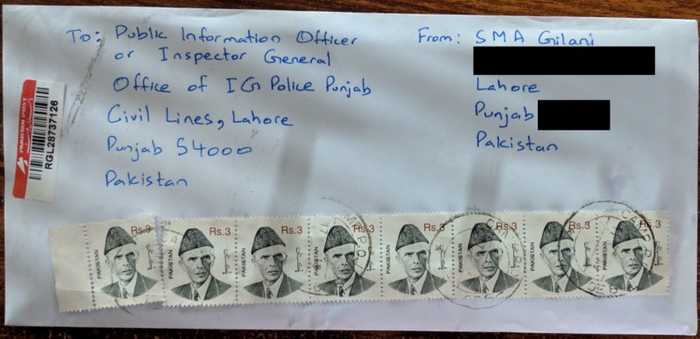 To: Public Information Officer
or Inspector General
Office of IG Police Punjab
Civil Lines, Lahore
Punjab 54000
Pakistan
From: SMA Gilani
Lahore
Punjab
Pakistan
RGL28737126
Rs.3
PAKISTAN
Rs.3
PAKISTAN
Rs.3
PAKISTAN
Rs.3
PAKISTAN
Rs.3
PAKISTAN
Rs.3
PAKISTAN
Rs.3
PAKISTAN
Rs.3
PAKISTAN